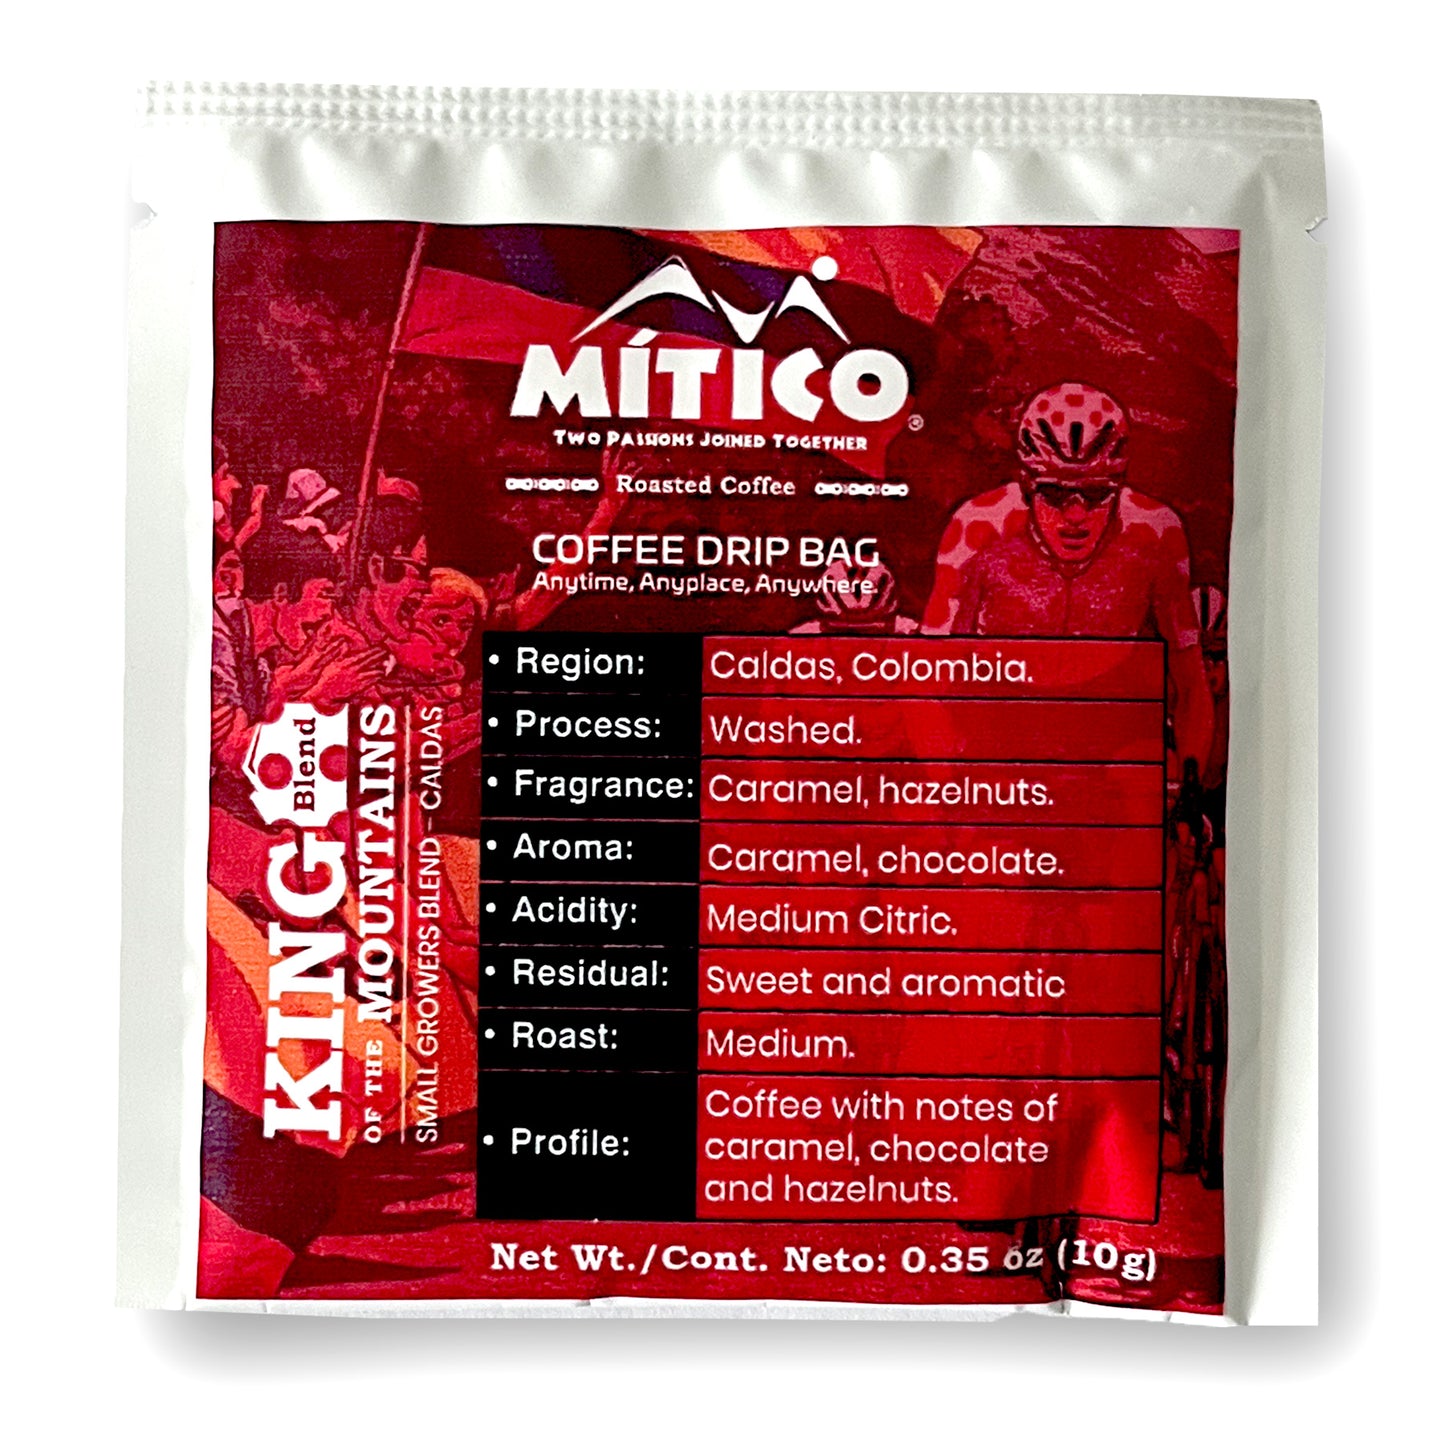 MÍTICO®
TWO PASSIONS JOINED TOGETHER
Roasted Coffee
COFFEE DRIP BAG
Anytime, Anyplace, Anywhere.
KING Blend
OF THE MOUNTAINS
SMALL GROWERS BLEND – CALDAS
• Region: Caldas, Colombia.
• Process: Washed.
• Fragrance: Caramel, hazelnuts.
• Aroma: Caramel, chocolate.
• Acidity: Medium Citric.
• Residual: Sweet and aromatic
• Roast: Medium.
• Profile: Coffee with notes of
caramel, chocolate
and hazelnuts.
Net Wt./Cont. Neto: 0.35 oz (10g)